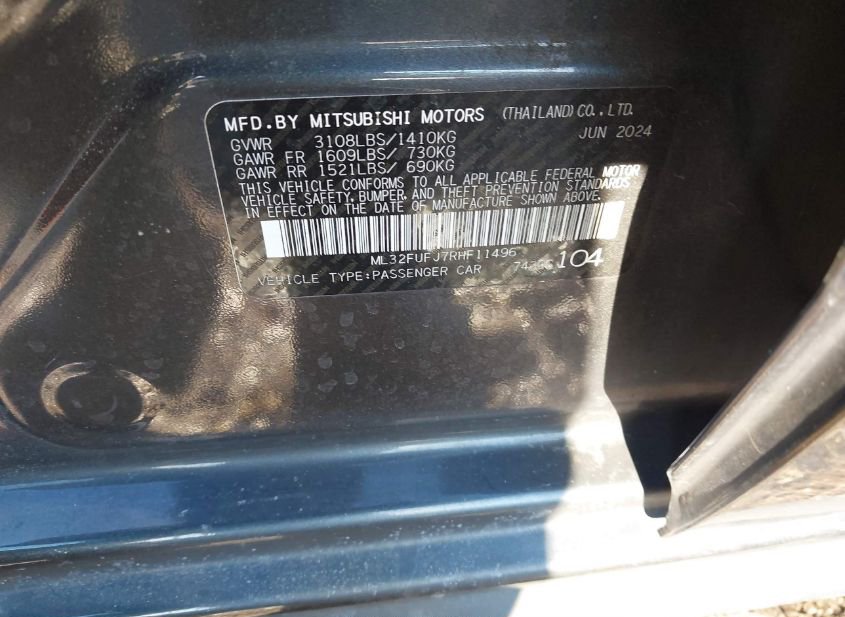 MFD.BY MITSUBISHI MOTORS (THAILAND)CO.,LTD.
JUN 2024
GVWR 3108LBS/1410KG
GAWR FR 1609LBS/ 730KG
GAWR RR 1521LBS/ 690KG
THIS VEHICLE CONFORMS TO ALL APPLICABLE FEDERAL MOTOR
VEHICLE SAFETY, BUMPER, AND THEFT PREVENTION STANDARDS
IN EFFECT ON THE DATE OF MANUFACTURE SHOWN ABOVE.
ML32FUFJ7RHF11496
VEHICLE TYPE:PASSENGER CAR 104